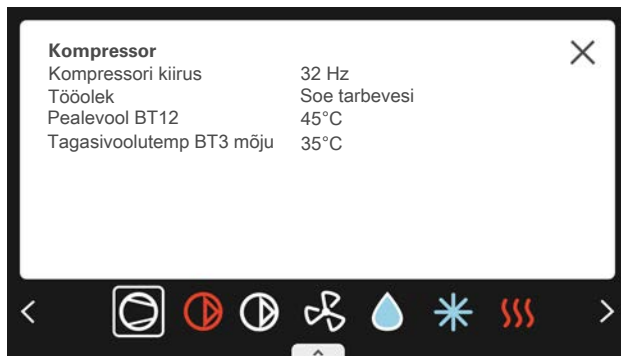 Kompressor
Kompressori kiirus 32 Hz
Tööolek Soe tarbevesi
Pealevool BT12 45°C
Tagasivoolutemp BT3 mõju 35°C